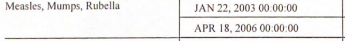 Measles, Mumps, Rubella JAN 22, 2003 00:00:00
APR 18, 2006 00:00:00